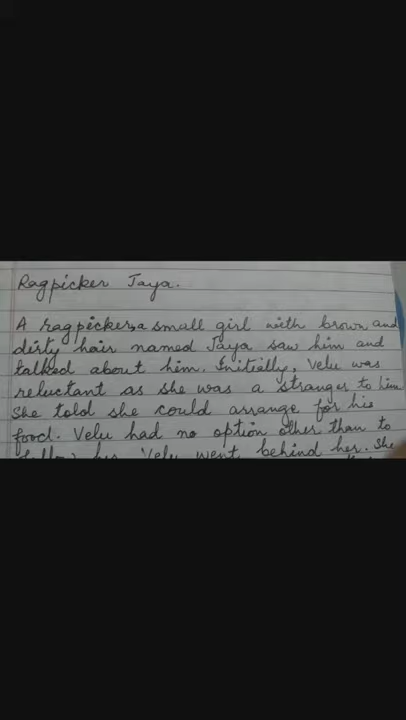 Ragpicker Jaya.
A ragpicker, a small girl with brown and
dirty hair named Jaya saw him and
talked about him. Initially, Velu was
reluctant as she was a stranger to him
She told she could arrange for his
food. Velu had no option other than to
her. Velu went behind her. She